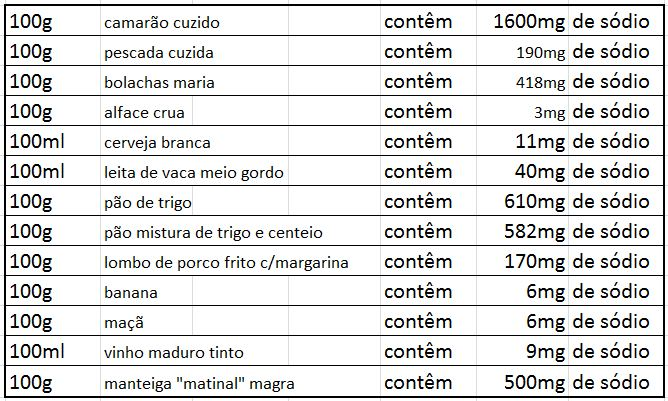 100g camarão cuzido contêm 1600mg de sódio
100g pescada cuzida contêm 190mg de sódio
100g bolachas maria contêm 418mg de sódio
100g alface crua contêm 3mg de sódio
100ml cerveja branca contêm 11mg de sódio
100ml leita de vaca meio gordo contêm 40mg de sódio
100g pão de trigo contêm 610mg de sódio
100g pão mistura de trigo e centeio contêm 582mg de sódio
100g lombo de porco frito c/margarina contêm 170mg de sódio
100g banana contêm 6mg de sódio
100g maçã contêm 6mg de sódio
100ml vinho maduro tinto contêm 9mg de sódio
100g manteiga "matinal" magra contêm 500mg de sódio